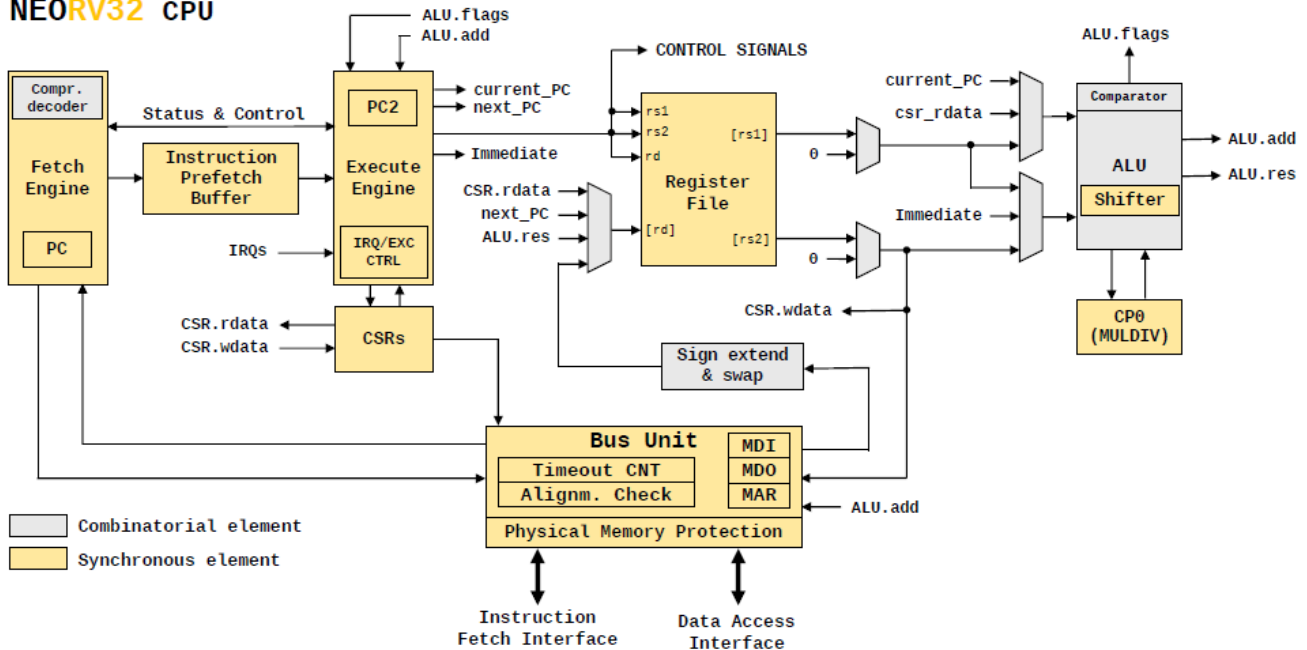 NEORV32 CPU
ALU.flags
ALU.add
CONTROL SIGNALS
ALU.flags
Compr.
decoder
Status & Control
Fetch
Engine
PC
Instruction
Prefetch
Buffer
PC2
Execute
Engine
IRQ/EXC
CTRL
IRQs
current_PC
next_PC
Immediate
CSR.rdata
next_PC
ALU.res
rs1
rs2
rd
[rd]
Register
File
[rs1]
[rs2]
0
0
current_PC
csr_rdata
Immediate
Comparator
ALU
Shifter
ALU.add
ALU.res
CP0
(MULDIV)
CSR.rdata
CSR.wdata
CSRs
CSR.wdata
Sign extend
& swap
Bus Unit
Timeout CNT
Alignm. Check
MDI
MDO
MAR
ALU.add
Physical Memory Protection
Combinatorial element
Synchronous element
Instruction
Fetch Interface
Data Access
Interface